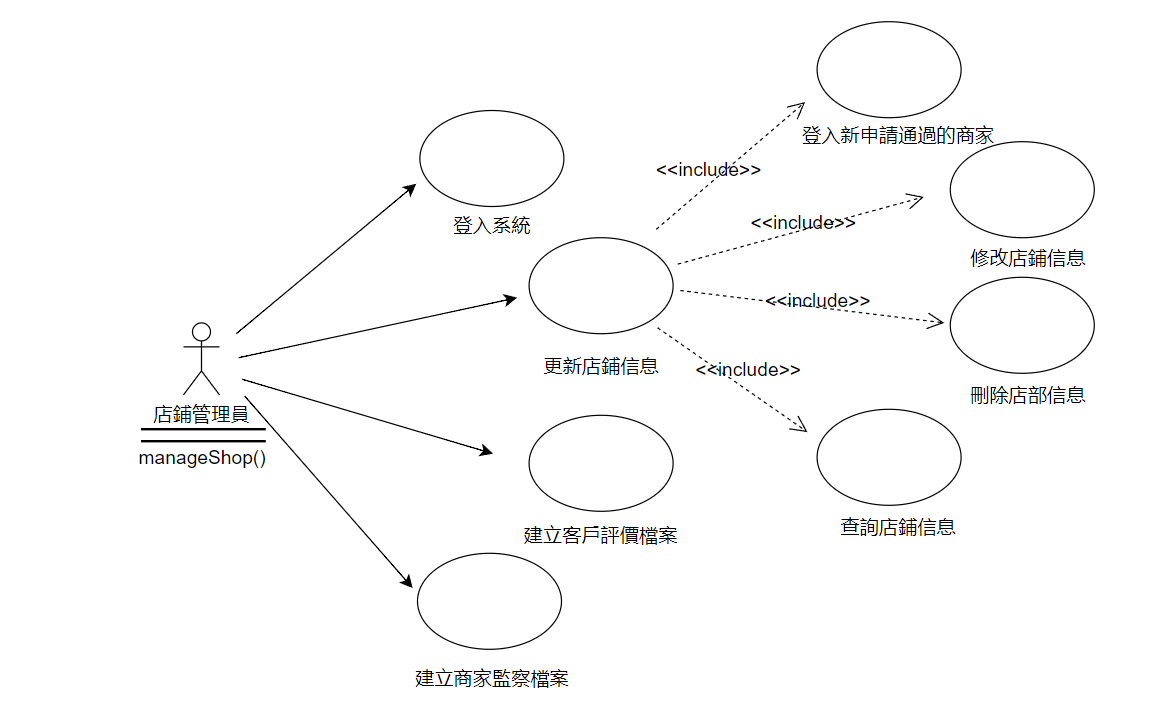 登入新申請通過的商家
<<include>>
修改店鋪信息
<<include>>
登入系統
<<include>>
更新店鋪信息
刪除店部信息
<<include>>
店鋪管理員
manageShop()
查詢店鋪信息
建立客戶評價檔案
建立商家監察檔案